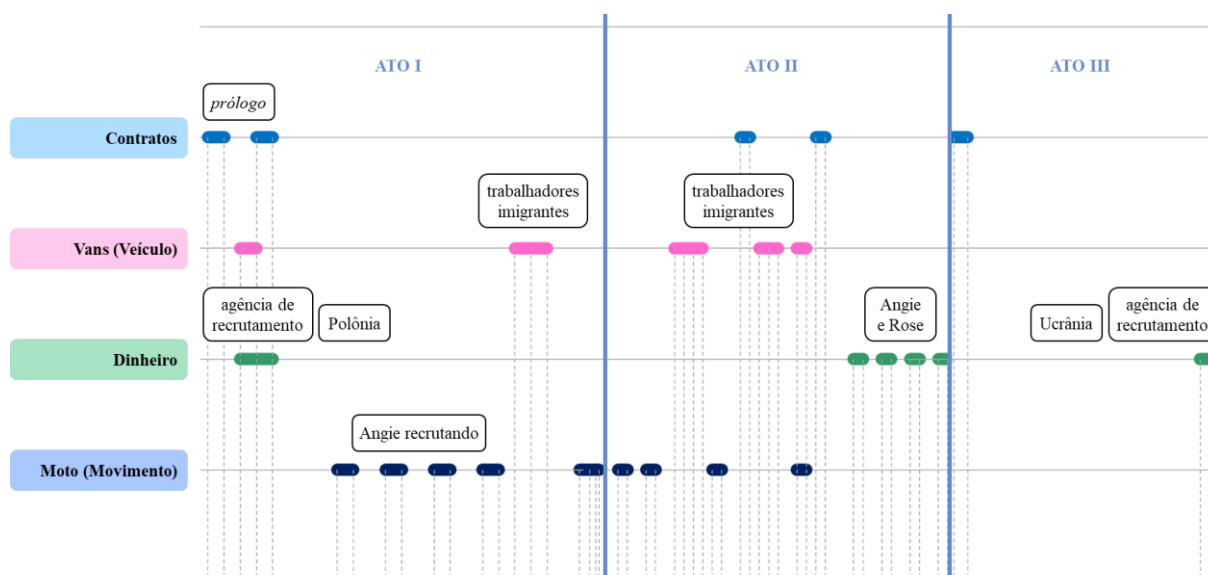 ATO I
ATO II
ATO III
prólogo
Contratos
trabalhadores
imigrantes
trabalhadores
imigrantes
Vans (Veículo)
agência de
recrutamento
Polônia
Angie
e Rose
Ucrânia
agência de
recrutamento
Dinheiro
Angie recrutando
Moto (Movimento)